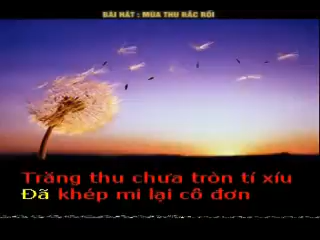 BÀI HÁT : MÙA THU RẮC RỐI
Trăng thu chưa tròn tí xíu
Đã khép mi lại cô đơn